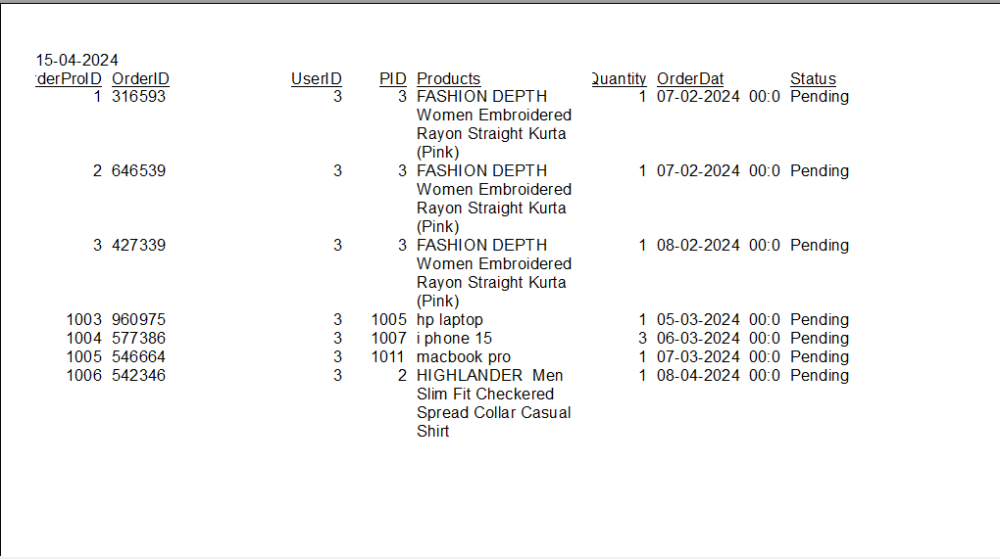 15-04-2024
derProID OrderID UserID PID Products Quantity OrderDat Status
1 316593 3 3 FASHION DEPTH 1 07-02-2024 00:0 Pending
Women Embroidered
Rayon Straight Kurta
(Pink)
2 646539 3 3 FASHION DEPTH 1 07-02-2024 00:0 Pending
Women Embroidered
Rayon Straight Kurta
(Pink)
3 427339 3 3 FASHION DEPTH 1 08-02-2024 00:0 Pending
Women Embroidered
Rayon Straight Kurta
(Pink)
1003 960975 3 1005 hp laptop 1 05-03-2024 00:0 Pending
1004 577386 3 1007 i phone 15 3 06-03-2024 00:0 Pending
1005 546664 3 1011 macbook pro 1 07-03-2024 00:0 Pending
1006 542346 3 2 HIGHLANDER Men 1 08-04-2024 00:0 Pending
Slim Fit Checkered
Spread Collar Casual
Shirt